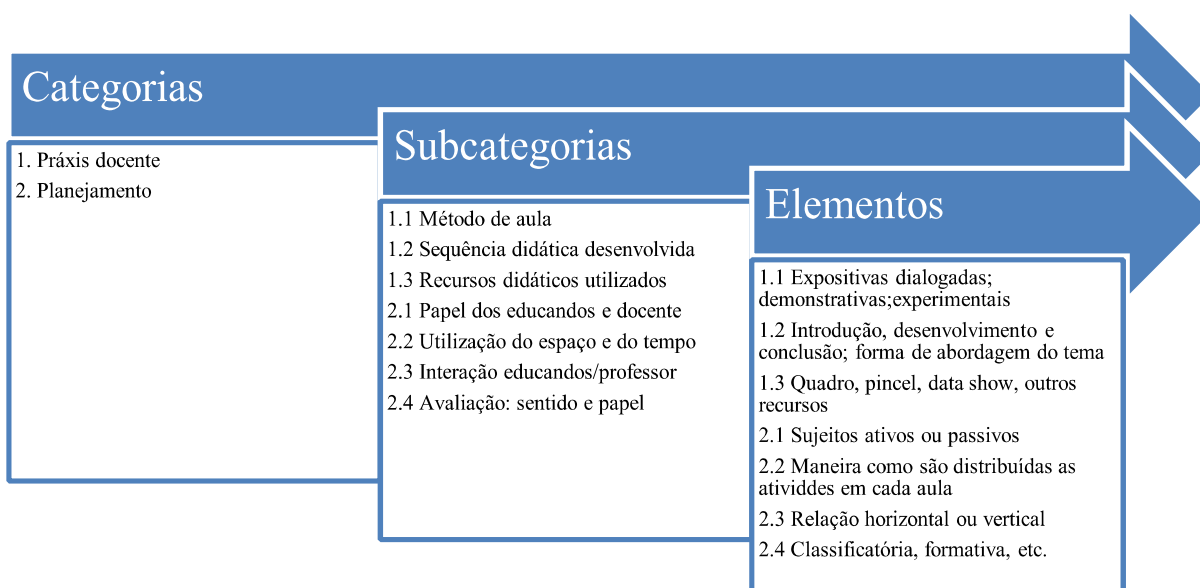 Categorias
1. Práxis docente
2. Planejamento
Subcategorias
1.1 Método de aula
1.2 Sequência didática desenvolvida
1.3 Recursos didáticos utilizados
2.1 Papel dos educandos e docente
2.2 Utilização do espaço e do tempo
2.3 Interação educandos/professor
2.4 Avaliação: sentido e papel
Elementos
1.1 Expositivas dialogadas;
demonstrativas;experimentais
1.2 Introdução, desenvolvimento e
conclusão; forma de abordagem do tema
1.3 Quadro, pincel, data show, outros
recursos
2.1 Sujeitos ativos ou passivos
2.2 Maneira como são distribuídas as
atividdes em cada aula
2.3 Relação horizontal ou vertical
2.4 Classificatória, formativa, etc.